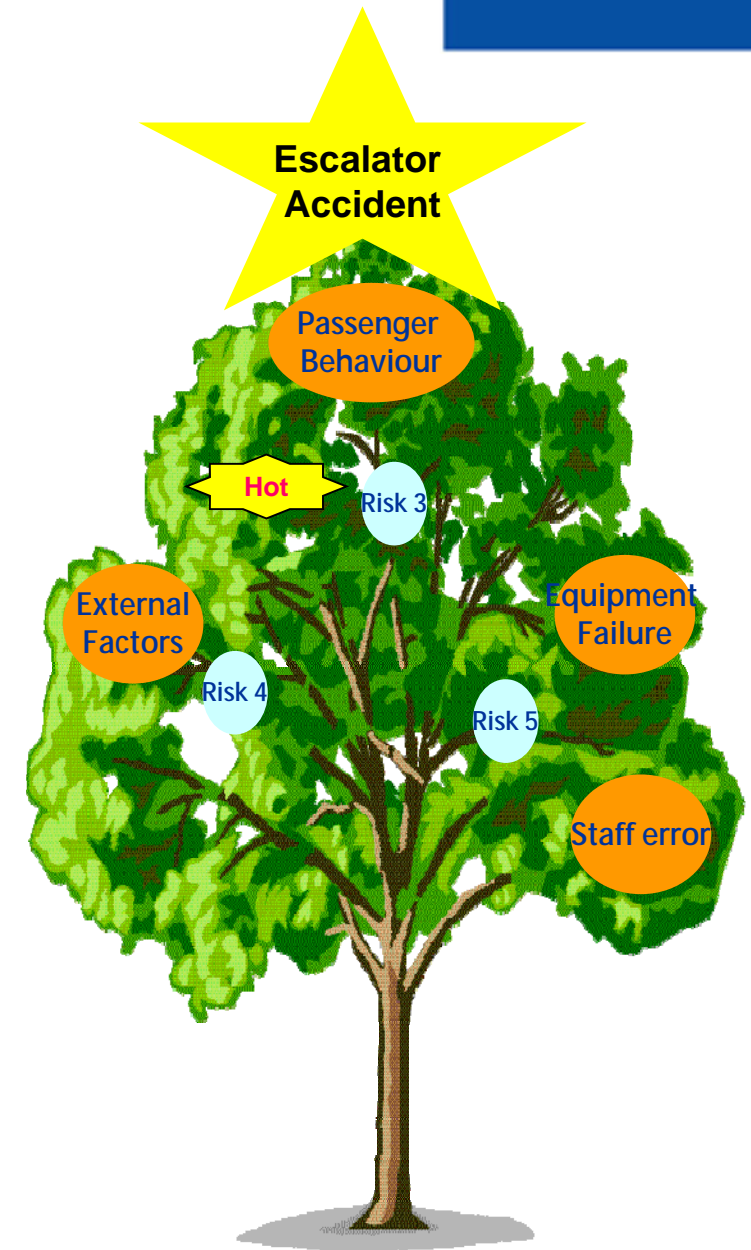 Escalator
Accident
Passenger
Behaviour
Hot
Risk 3
External
Factors
Equipment
Failure
Risk 4
Risk 5
Staff error